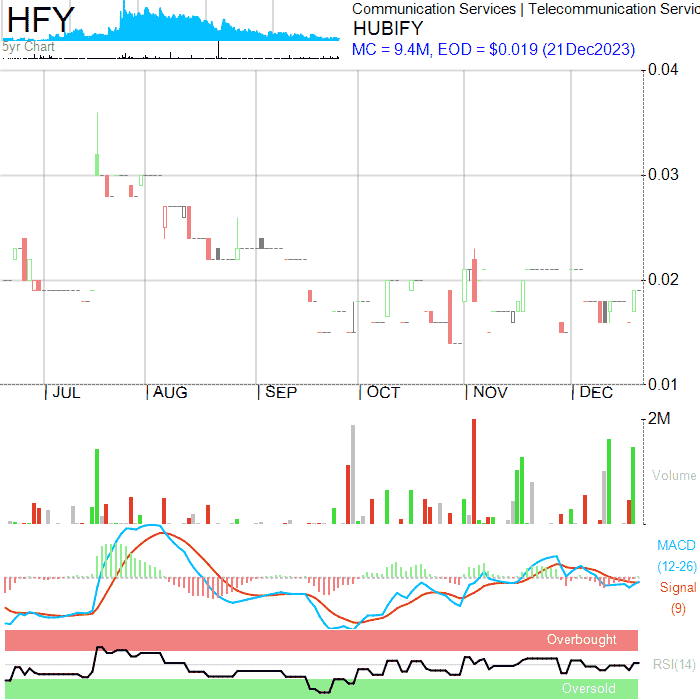 HFY
5yr Chart
Communication Services | Telecommunication Servic
HUBIFY
MC = 9.4M, EOD = $0.019 (21Dec2023)
0.04
0.03
0.02
0.01
JUL
AUG
SEP
OCT
NOV
DEC
2M
Volume
MACD
(12-26)
Signal
(9)
Overbought
RSI(14)
Oversold